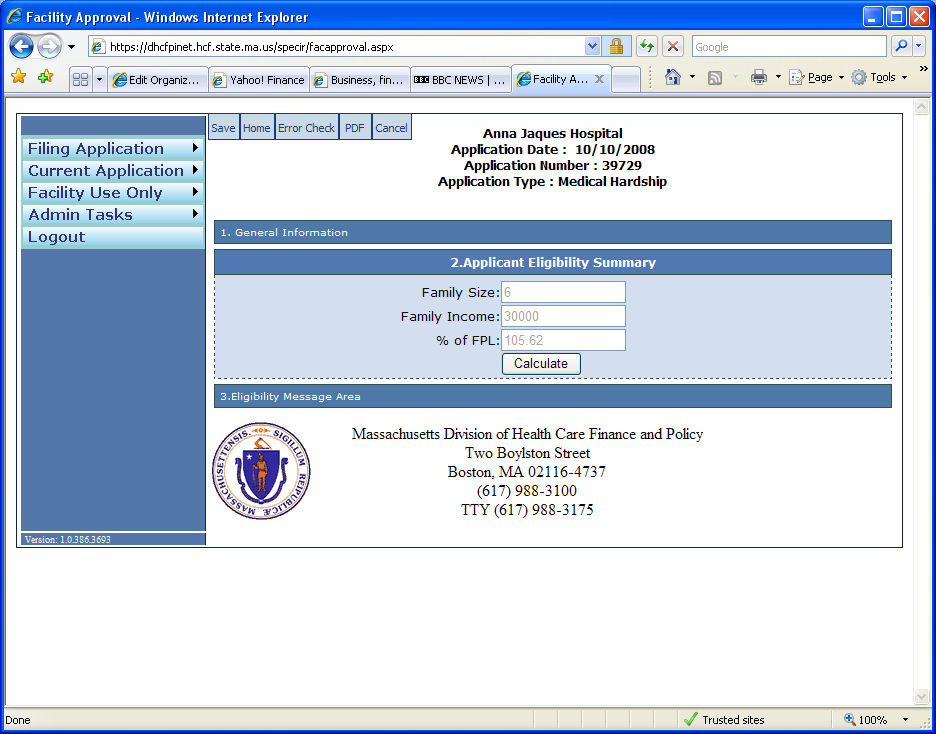 Facility Approval - Windows Internet Explorer
https://dhcfpinet.hcf.state.ma.us/specir/facapproval.aspx
Google
Edit Organiz...
Yahoo! Finance
Business, fin...
BBC NEWS | ...
Facility A...
Page
Tools
Save Home Error Check PDF Cancel
Anna Jaques Hospital
Application Date : 10/10/2008
Application Number : 39729
Application Type : Medical Hardship
Filing Application
Current Application
Facility Use Only
Admin Tasks
Logout
1. General Information
2.Applicant Eligibility Summary
Family Size: 6
Family Income: 30000
% of FPL: 105.62
Calculate
3.Eligibility Message Area
SIGILLUM REIPUBLICÆ MASSACHUSETTENSIS.
Massachusetts Division of Health Care Finance and Policy
Two Boylston Street
Boston, MA 02116-4737
(617) 988-3100
TTY (617) 988-3175
Version: 1.0.386.3693
Done
Trusted sites
100%